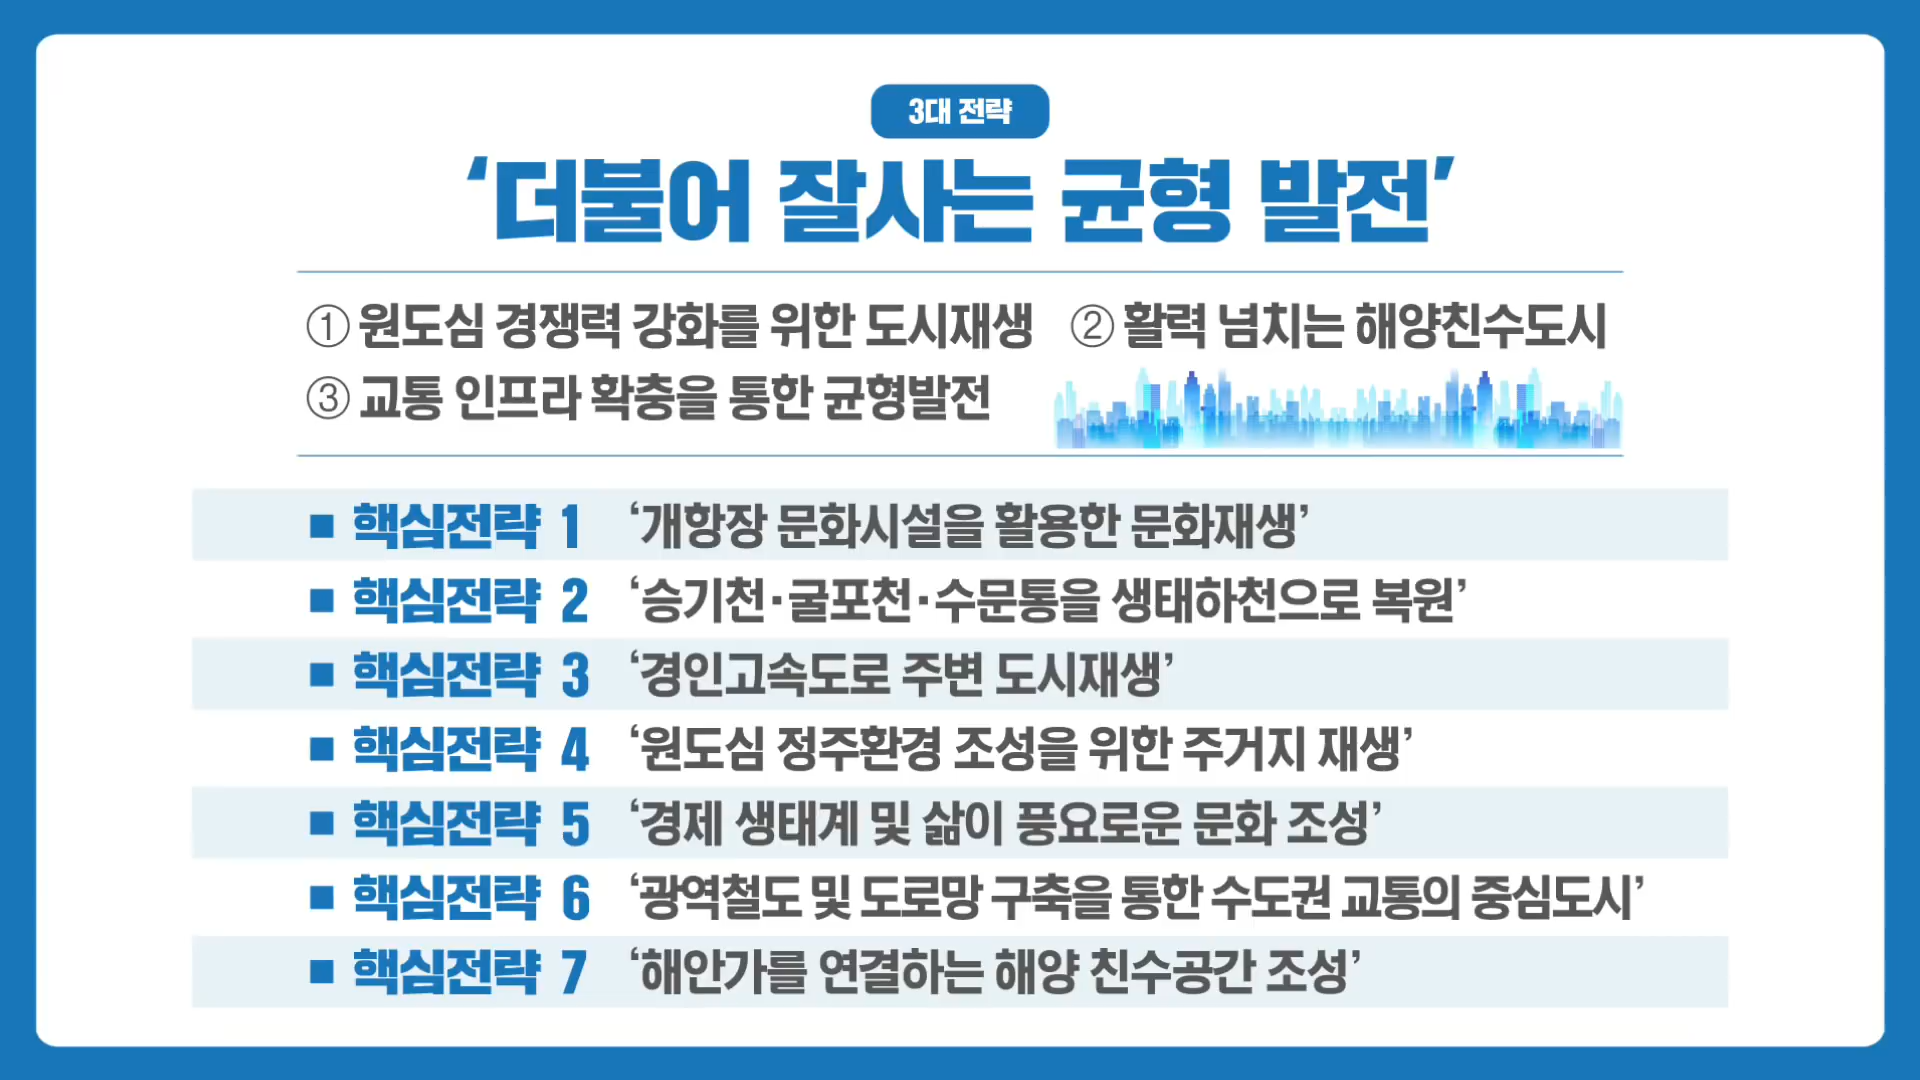 3대 전략
‘더불어 잘사는 균형 발전’
① 원도심 경쟁력 강화를 위한 도시재생 ② 활력 넘치는 해양친수도시
③ 교통 인프라 확충을 통한 균형발전
■ 핵심전략 1 ‘개항장 문화시설을 활용한 문화재생’
■ 핵심전략 2 ‘승기천·굴포천·수문통을 생태하천으로 복원’
■ 핵심전략 3 ‘경인고속도로 주변 도시재생’
■ 핵심전략 4 ‘원도심 정주환경 조성을 위한 주거지 재생’
■ 핵심전략 5 ‘경제 생태계 및 삶이 풍요로운 문화 조성’
■ 핵심전략 6 ‘광역철도 및 도로망 구축을 통한 수도권 교통의 중심도시’
■ 핵심전략 7 ‘해안가를 연결하는 해양 친수공간 조성’